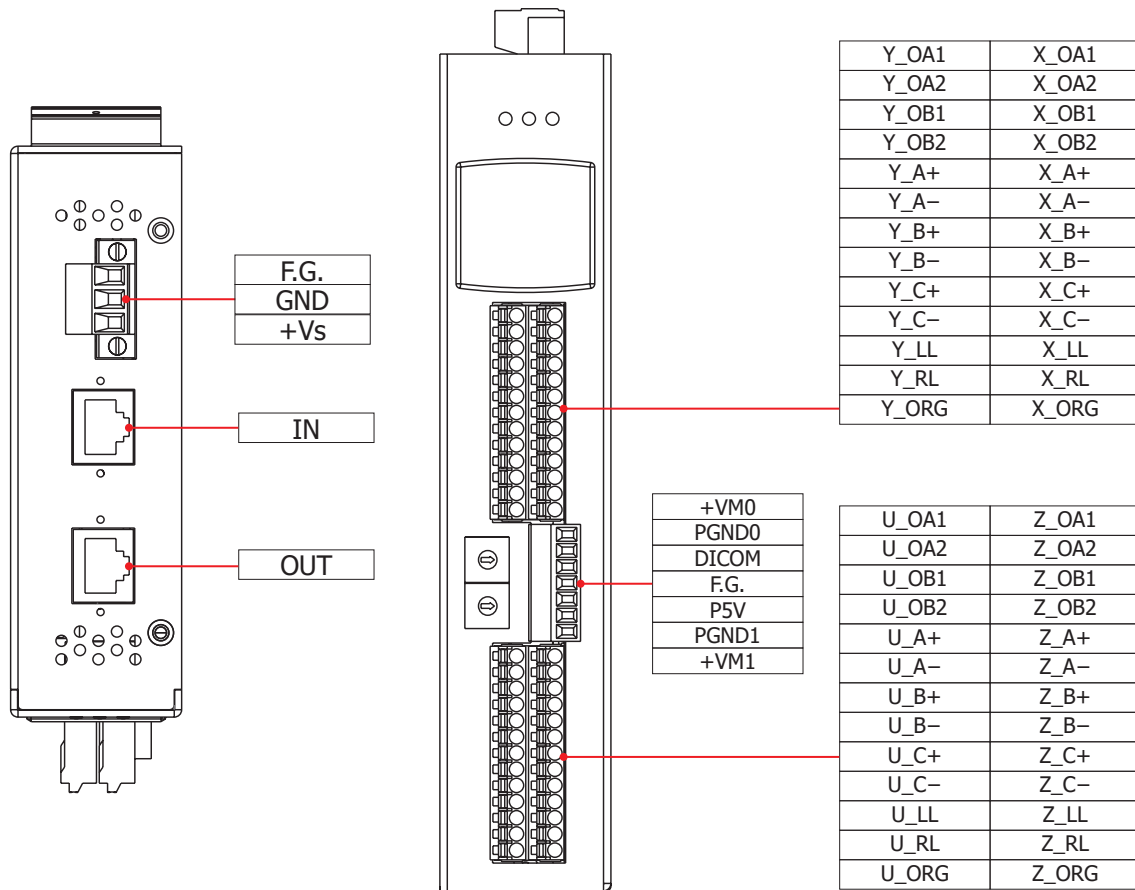 F.G.
GND
+Vs
IN
OUT
+VM0
PGND0
DICOM
F.G.
P5V
PGND1
+VM1
Y_OA1 X_OA1
Y_OA2 X_OA2
Y_OB1 X_OB1
Y_OB2 X_OB2
Y_A+ X_A+
Y_A− X_A−
Y_B+ X_B+
Y_B− X_B−
Y_C+ X_C+
Y_C− X_C−
Y_LL X_LL
Y_RL X_RL
Y_ORG X_ORG
U_OA1 Z_OA1
U_OA2 Z_OA2
U_OB1 Z_OB1
U_OB2 Z_OB2
U_A+ Z_A+
U_A− Z_A−
U_B+ Z_B+
U_B− Z_B−
U_C+ Z_C+
U_C− Z_C−
U_LL Z_LL
U_RL Z_RL
U_ORG Z_ORG